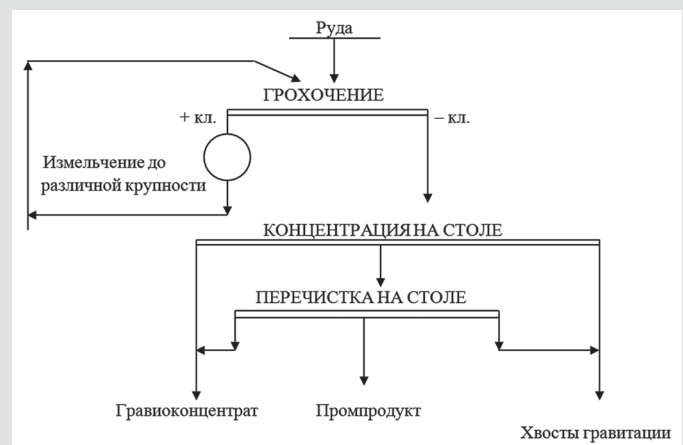 Руда
ГРОХОЧЕНИЕ
+ кл.
– кл.
Измельчение до
различной крупности
КОНЦЕНТРАЦИЯ НА СТОЛЕ
ПЕРЕЧИСТКА НА СТОЛЕ
Гравиоконцентрат
Промпродукт
Хвосты гравитации